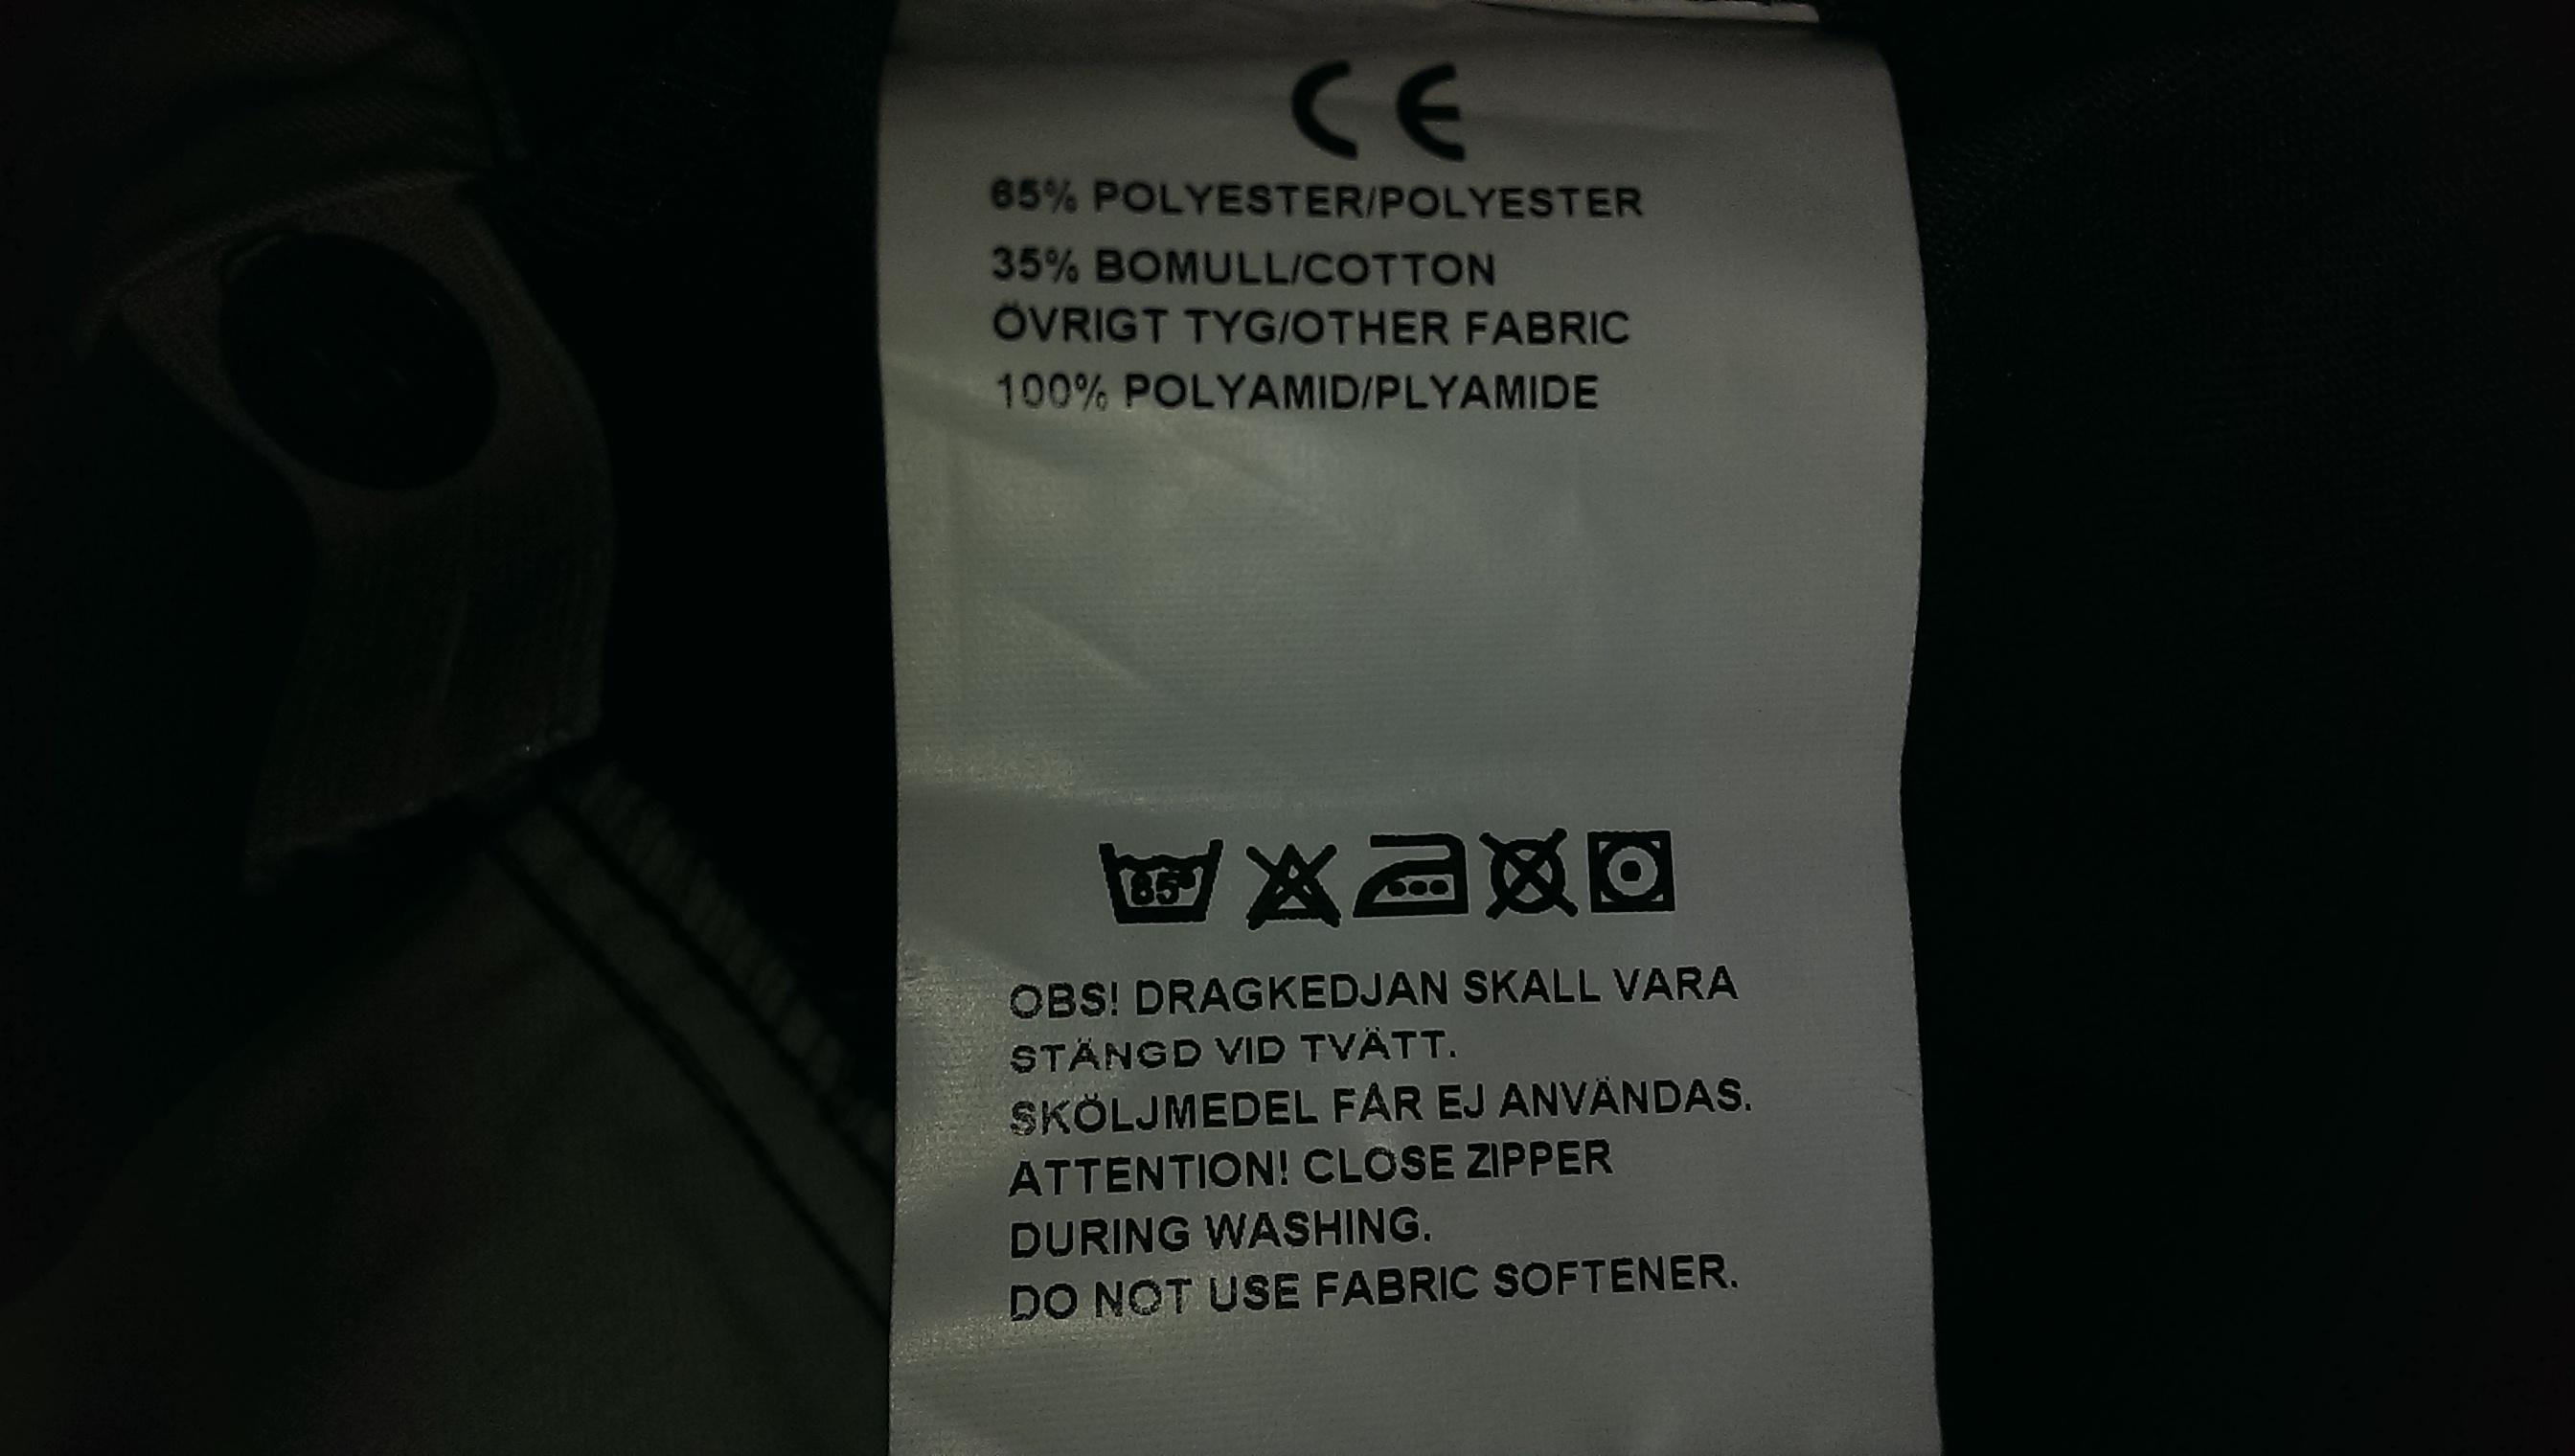 CE
65% POLYESTER/POLYESTER
35% BOMULL/COTTON
ÖVRIGT TYG/OTHER FABRIC
100% POLYAMID/PLYAMIDE
85°
OBS! DRAGKEDJAN SKALL VARA
STÄNGD VID TVÄTT.
SKÖLJMEDEL FÅR EJ ANVÄNDAS.
ATTENTION! CLOSE ZIPPER
DURING WASHING.
DO NOT USE FABRIC SOFTENER.